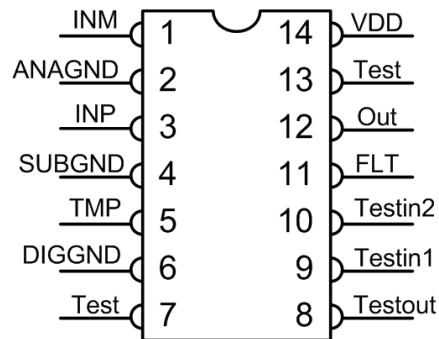 INM 1 14 VDD
ANAGND 2 13 Test
INP 3 12 Out
SUBGND 4 11 FLT
TMP 5 10 Testin2
DIGGND 6 9 Testin1
Test 7 8 Testout